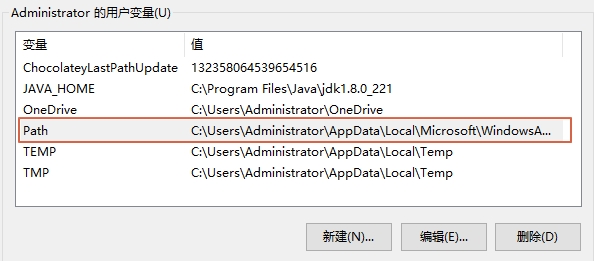 Administrator 的用户变量(U)
变量 值
ChocolateyLastPathUpdate 132358064539654516
JAVA_HOME C:\Program Files\Java\jdk1.8.0_221
OneDrive C:\Users\Administrator\OneDrive
Path C:\Users\Administrator\AppData\Local\Microsoft\WindowsA...
TEMP C:\Users\Administrator\AppData\Local\Temp
TMP C:\Users\Administrator\AppData\Local\Temp
新建(N)... 编辑(E)... 删除(D)